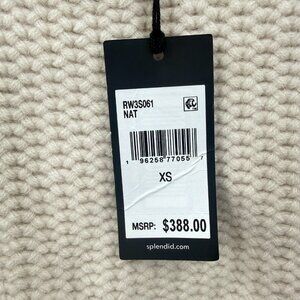 RW3S061
NAT
1 96258 77055 7
XS
MSRP: $388.00
splendid.com